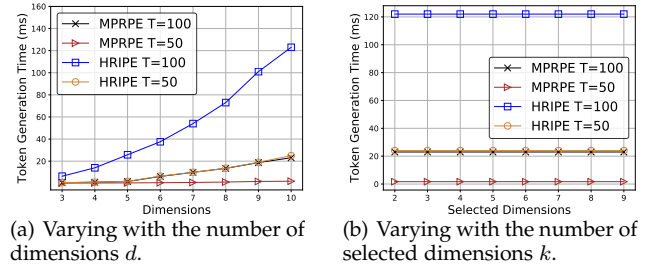 160
140
120
100
80
60
40
20
Token Generation Time (ms)
MPRPE T=100
MPRPE T=50
HRIPE T=100
HRIPE T=50
3 4 5 6 7 8 9 10
Dimensions
120
100
80
60
40
20
0
Token Generation Time (ms)
MPRPE T=100
MPRPE T=50
HRIPE T=100
HRIPE T=50
2 3 4 5 6 7 8 9
Selected Dimensions
(a) Varying with the number of
dimensions d.
(b) Varying with the number of
selected dimensions k.